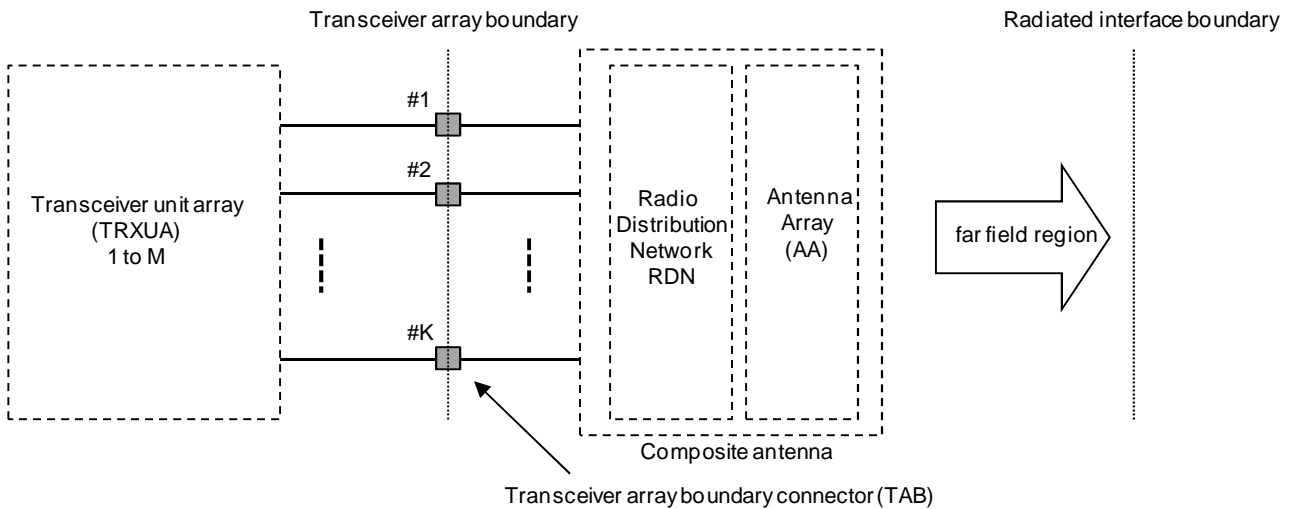 Transceiver array boundary
Radiated interface boundary
#1
#2
#K
Transceiver unit array
(TRXUA)
1 to M
Radio
Distribution
Network
RDN
Antenna
Array
(AA)
far field region
Composite antenna
Transceiver array boundary connector (TAB)